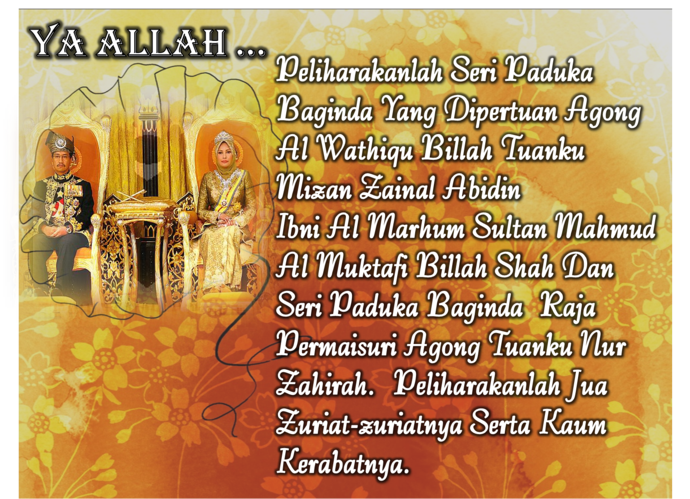 YA ALLAH ...
Peliharakanlah Seri Paduka
Baginda Yang Dipertuan Agong
Al Wathiqu Billah Tuanku
Mizan Zainal Abidin
Ibni Al Marhum Sultan Mahmud
Al Muktafi Billah Shah Dan
Seri Paduka Baginda Raja
Permaisuri Agong Tuanku Nur
Zahirah. Peliharakanlah Jua
Zuriat-zuriatnya Serta Kaum
Kerabatnya.